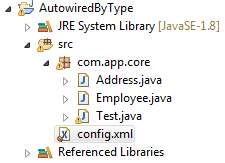 AutowiredByType
JRE System Library [JavaSE-1.8]
src
com.app.core
Address.java
Employee.java
Test.java
config.xml
Referenced Libraries